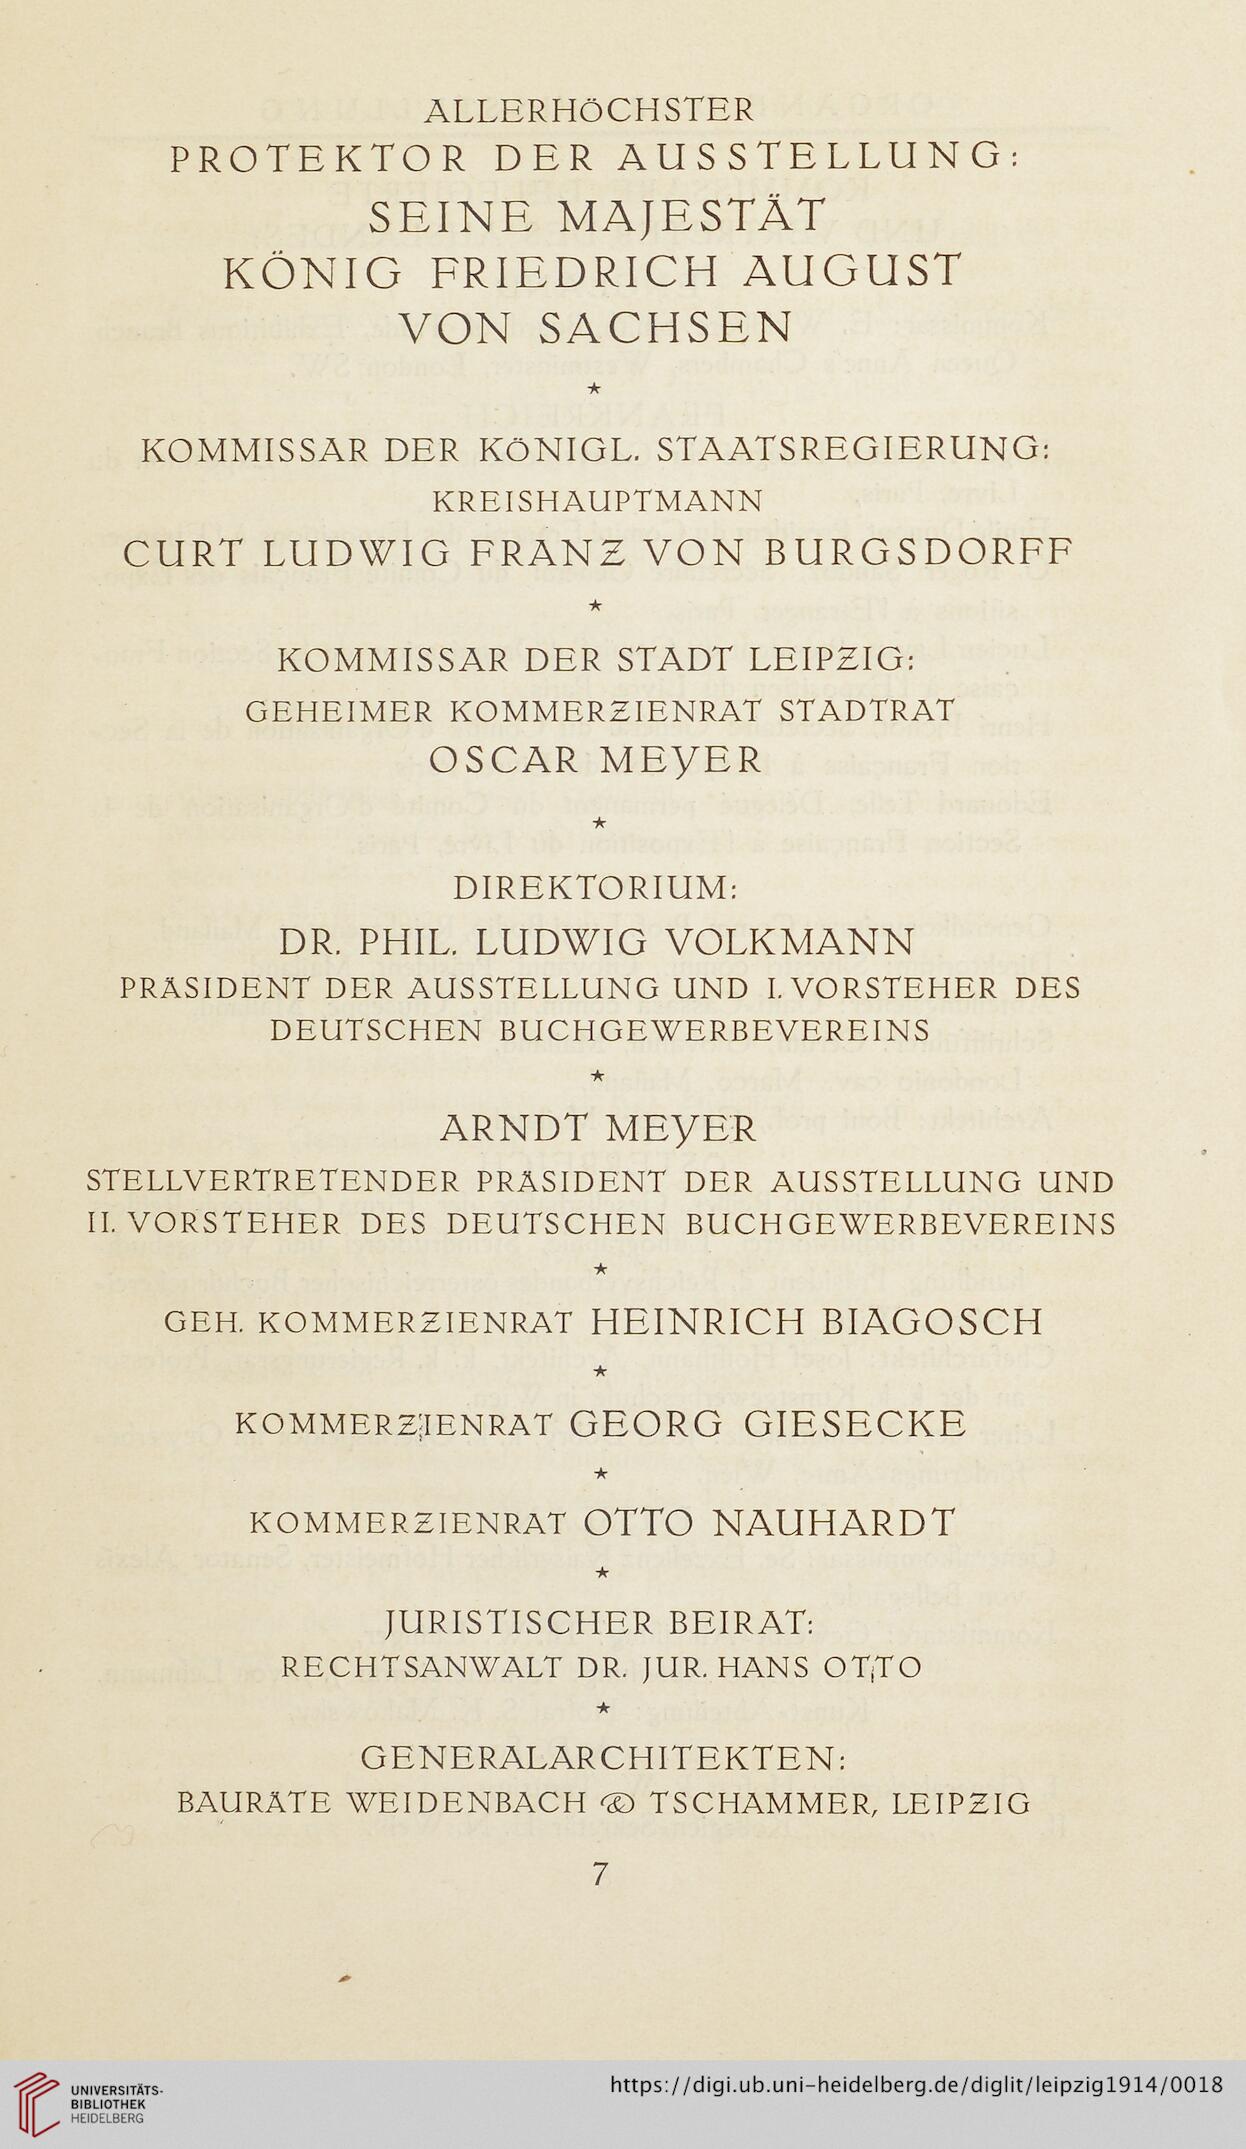 ALLERHÖCHSTER
PROTEKTOR DER AUSSTELLUNG:
SEINE MAJESTÄT
KÖNIG FRIEDRICH AUGUST
VON SACHSEN
★
KOMMISSAR DER KÖNIGL. STAATSREGIERUNG:
KREISHAUPTMANN
CURT LUDWIG FRANZ VON BURGSDORFF
★
KOMMISSAR DER STADT LEIPZIG:
GEHEIMER KOMMERZIENRAT STADTRAT
OSCAR MEYER
★
DIREKTORIUM:
DR. PHIL. LUDWIG VOLKMANN
PRÄSIDENT DER AUSSTELLUNG UND I. VORSTEHER DES
DEUTSCHEN BUCHGEWERBEVEREINS
★
ARNDT MEYER
STELLVERTRETENDER PRÄSIDENT DER AUSSTELLUNG UND
II. VORSTEHER DES DEUTSCHEN BUCHGEWERBEVEREINS
★
GEH. KOMMERZIENRAT HEINRICH BIAGOSCH
★
KOMMERZIENRAT GEORG GIESECKE
★
KOMMERZIENRAT OTTO NAUHARDT
★
JURISTISCHER BEIRAT:
RECHTSANWALT DR. JUR. HANS OTTO
★
GENERALARCHITEKTEN:
BAURÄTE WEIDENBACH & TSCHAMMER, LEIPZIG
7
UNIVERSITÄTS-
BIBLIOTHEK
HEIDELBERG
https://digi.ub.uni-heidelberg.de/diglit/leipzig1914/0018